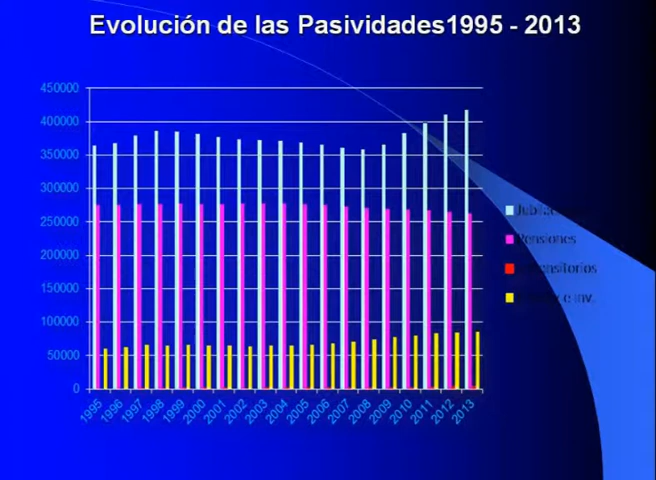 Evolución de las Pasividades1995 - 2013
450000
400000
350000
300000
250000
200000
150000
100000
50000
0
1995 1996 1997 1998 1999 2000 2001 2002 2003 2004 2005 2006 2007 2008 2009 2010 2011 2012 2013
Pensiones
e inv.